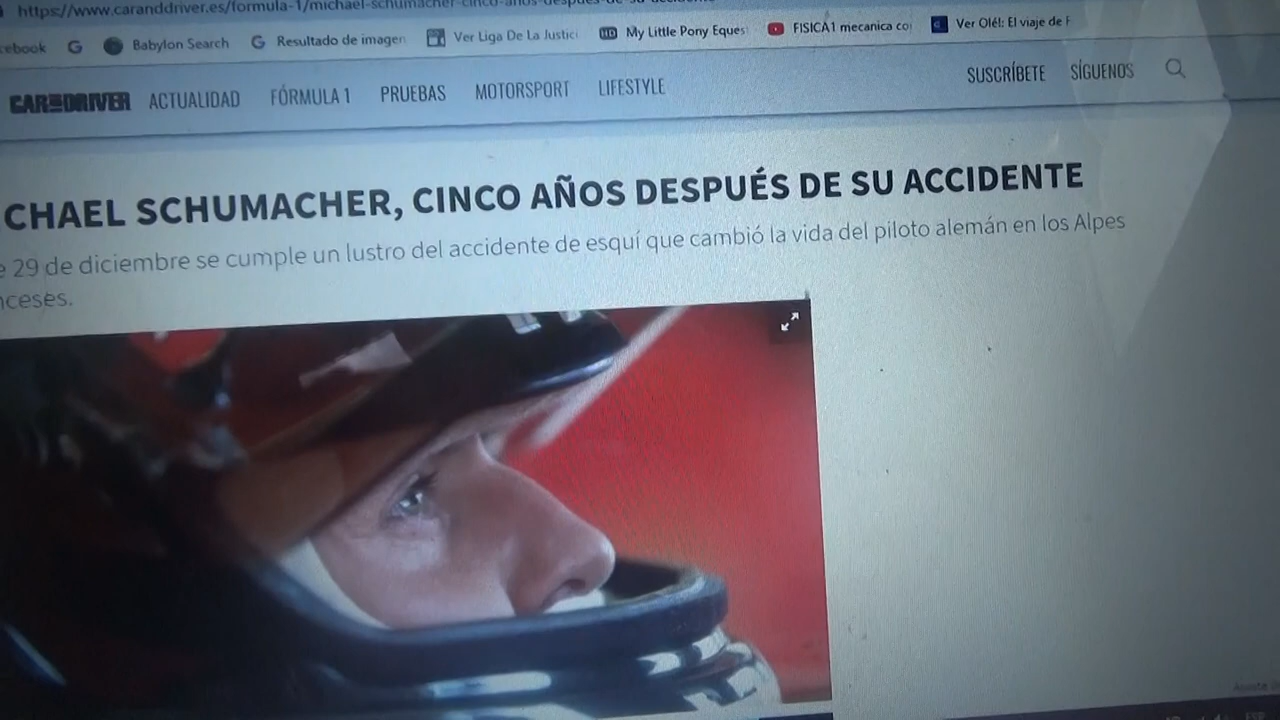 https://www.caranddriver.es/formula-1/michael-schumacher-cinco-anos-despues-de-su-accidente
cebook Babylon Search Resultado de imagen Ver Liga De La Justici HD My Little Pony Eques FISICA1 mecanica co Ver Olé!: El viaje de F
CAR AND DRIVER ACTUALIDAD FÓRMULA 1 PRUEBAS MOTORSPORT LIFESTYLE SUSCRÍBETE SÍGUENOS
CHAEL SCHUMACHER, CINCO AÑOS DESPUÉS DE SU ACCIDENTE
e 29 de diciembre se cumple un lustro del accidente de esquí que cambió la vida del piloto alemán en los Alpes
nceses.